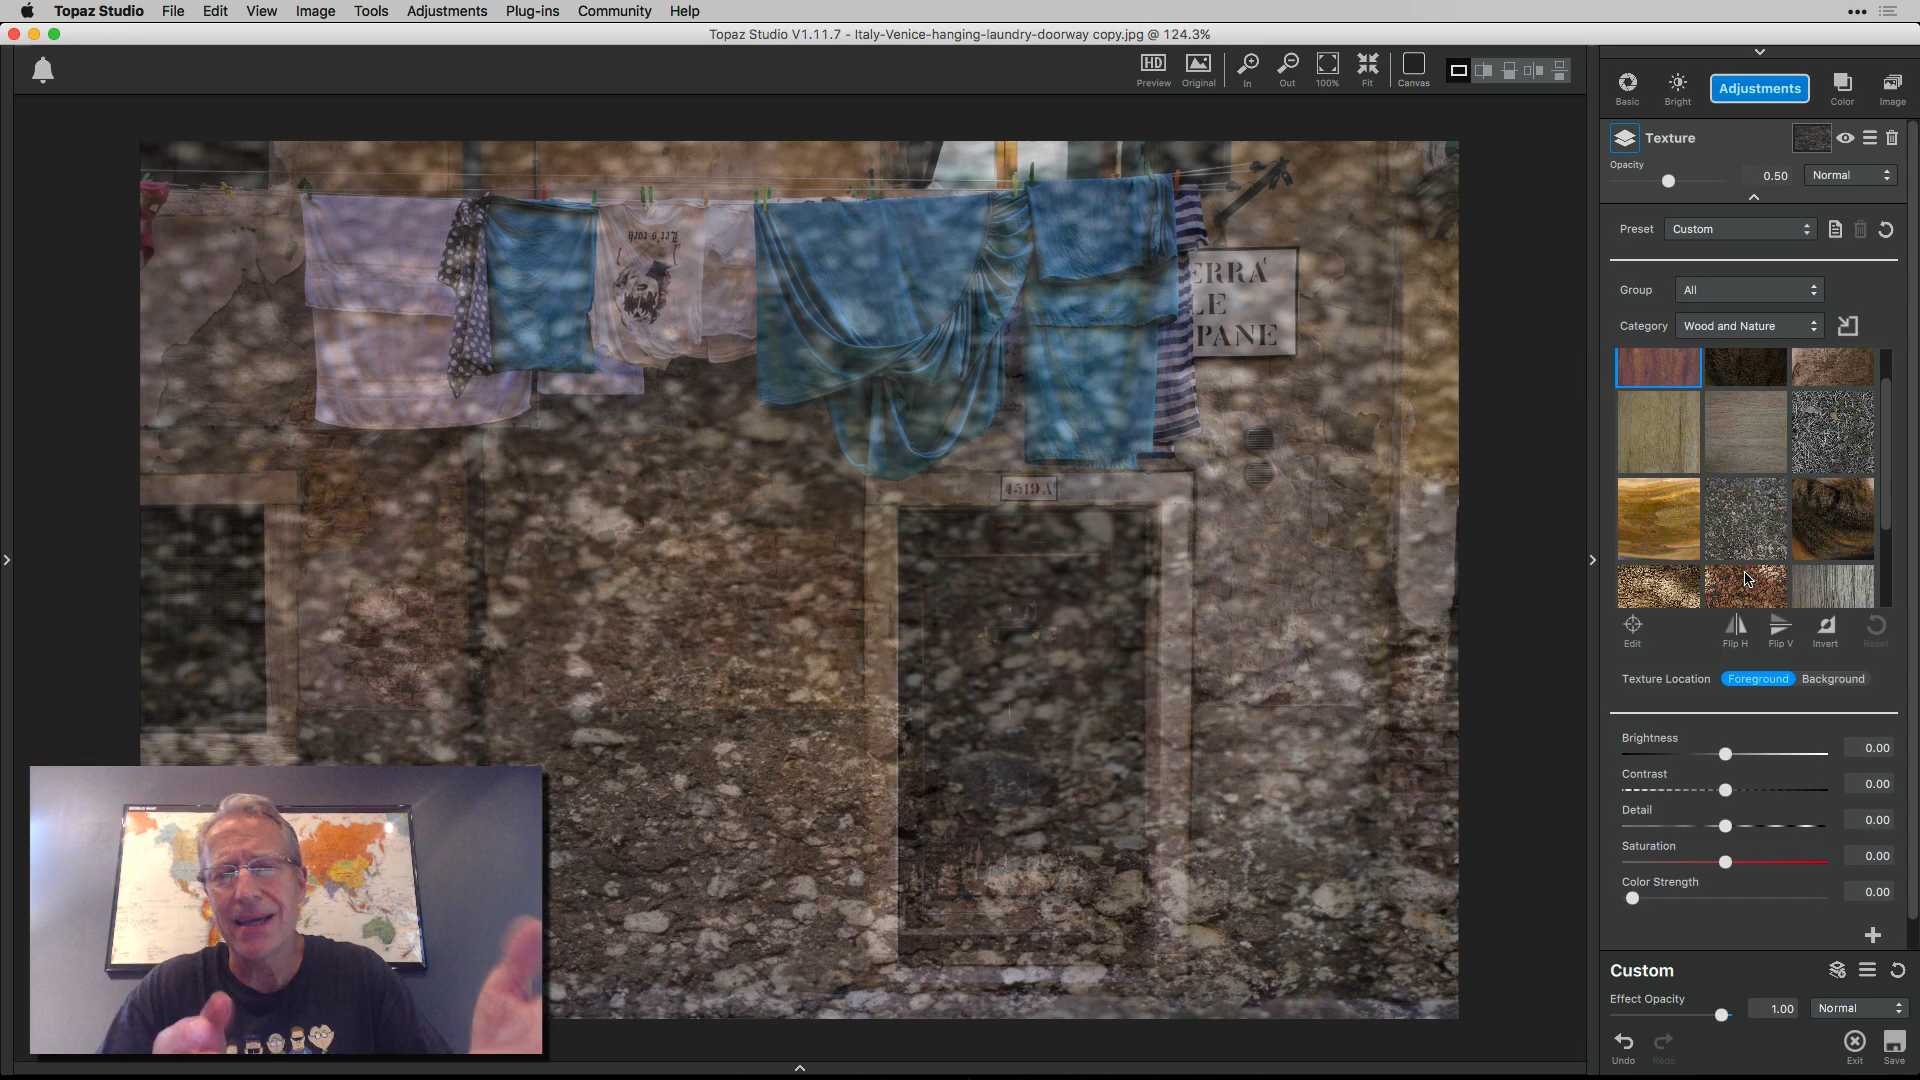 Topaz Studio File Edit View Image Tools Adjustments Plug-ins Community Help
Topaz Studio V1.11.7 - Italy-Venice-hanging-laundry-doorway copy.jpg @ 124.3%
HD
Preview Original In Out 100% Fit Canvas
Basic Bright Adjustments Color Image
Texture
Opacity 0.50 Normal
Preset Custom
Group All
Category Wood and Nature
Edit Flip H Flip V Invert Reset
Texture Location Foreground Background
Brightness 0.00
Contrast 0.00
Detail 0.00
Saturation 0.00
Color Strength 0.00
Custom
Effect Opacity 1.00 Normal
Undo Redo Exit Save
ERRA'
LE
PANE
4519 A
WORLD MAP